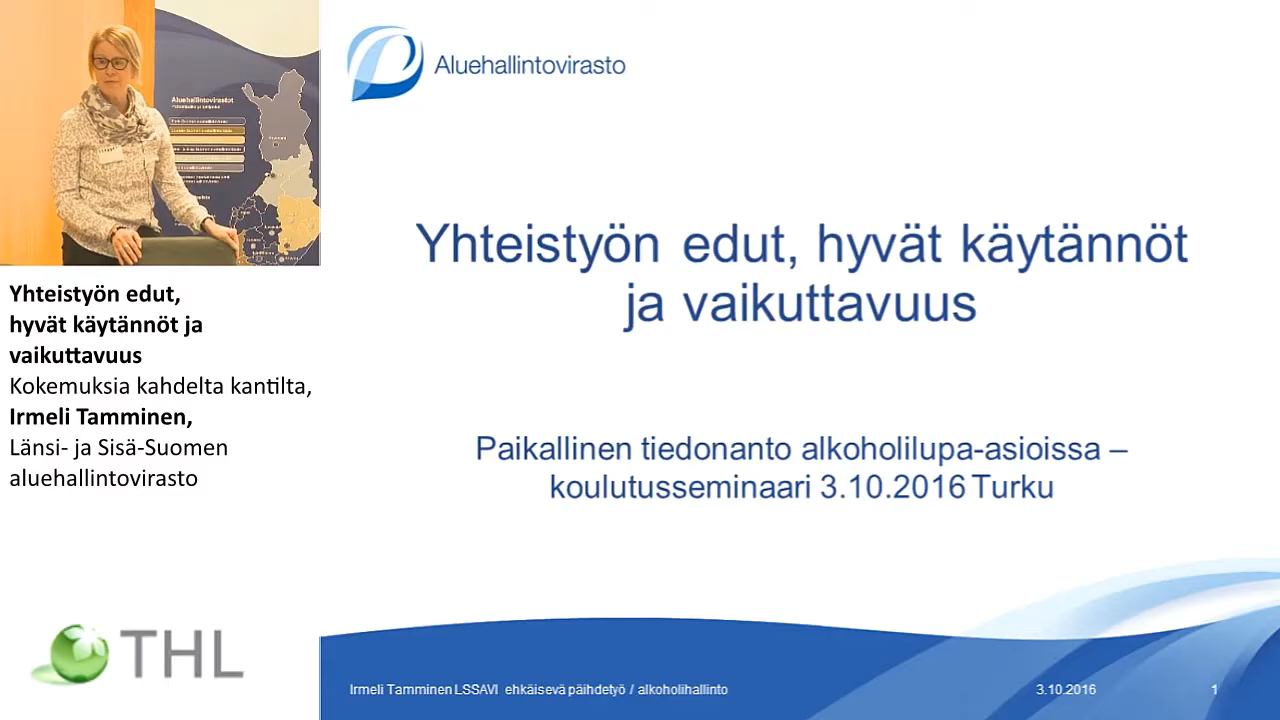 Aluehallintovirastot
Yhteistyön edut,
hyvät käytännöt ja
vaikuttavuus
Kokemuksia kahdelta kantilta,
Irmeli Tamminen,
Länsi- ja Sisä-Suomen
aluehallintovirasto
THL
Aluehallintovirasto
Yhteistyön edut, hyvät käytännöt
ja vaikuttavuus
Paikallinen tiedonanto alkoholilupa-asioissa –
koulutusseminaari 3.10.2016 Turku
Irmeli Tamminen LSSAVI ehkäisevä päihdetyö / alkoholihallinto
3.10.2016
1